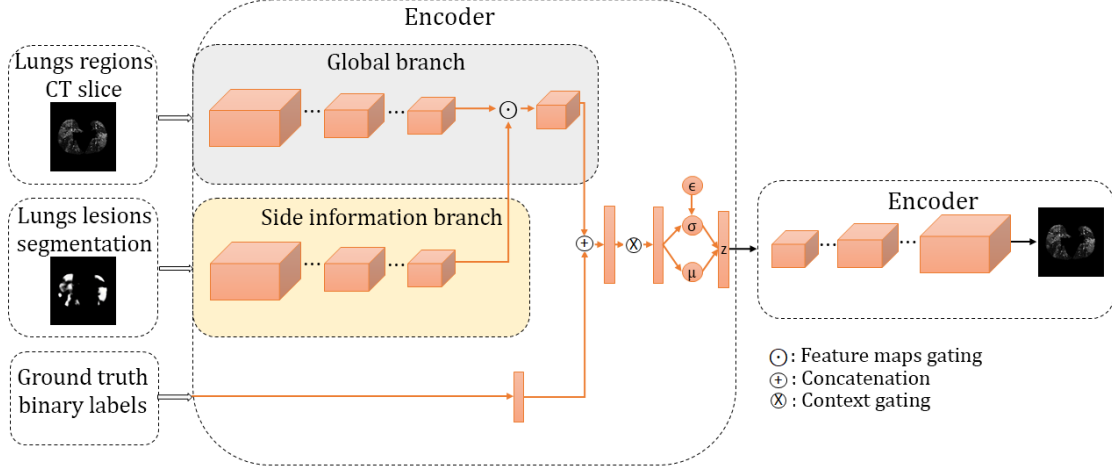 Encoder
Lungs regions
CT slice
Global branch
...
...
ϵ
Lungs lesions
segmentation
Side information branch
...
...
σ
μ
z
Encoder
...
...
Ground truth
binary labels
⊙ : Feature maps gating
⊕ : Concatenation
ⓧ : Context gating